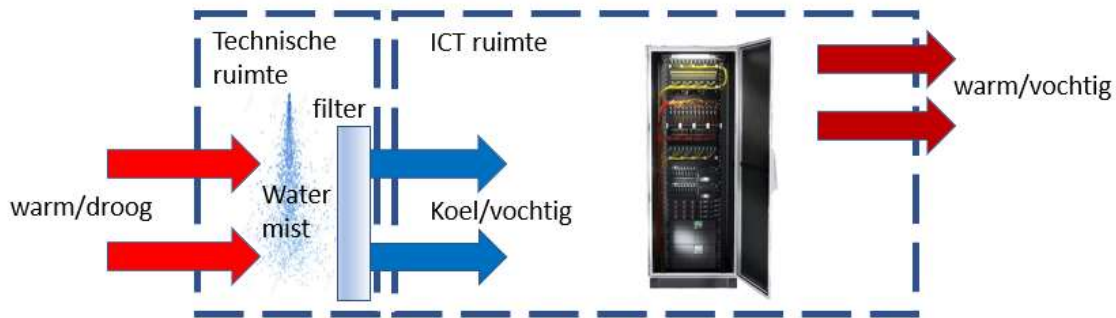 Technische
ruimte
ICT ruimte
filter
warm/droog
Water
mist
Koel/vochtig
warm/vochtig